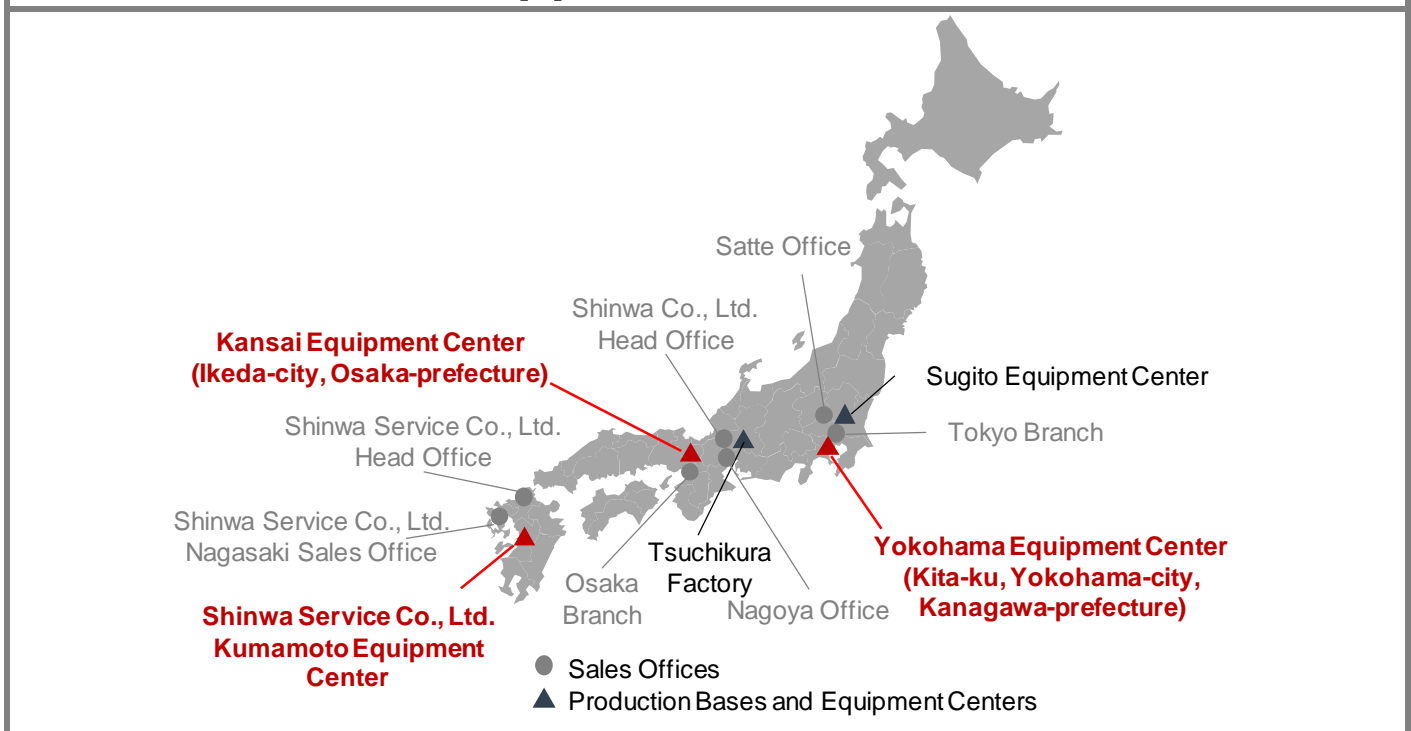 Satte Office
Shinwa Co., Ltd.
Head Office
Kansai Equipment Center
(Ikeda-city, Osaka-prefecture)
Sugito Equipment Center
Shinwa Service Co., Ltd.
Head Office
Tokyo Branch
Shinwa Service Co., Ltd.
Nagasaki Sales Office
Tsuchikura
Factory
Yokohama Equipment Center
(Kita-ku, Yokohama-city,
Kanagawa-prefecture)
Osaka
Branch
Nagoya Office
Shinwa Service Co., Ltd.
Kumamoto Equipment
Center
Sales Offices
Production Bases and Equipment Centers